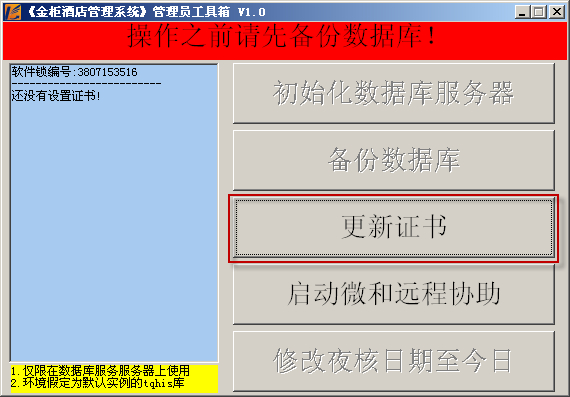 《金柜酒店管理系统》管理员工具箱 V1.0
操作之前请先备份数据库！
软件锁编号:3807153516
-------------------------
还没有设置证书!
初始化数据库服务器
备份数据库
更新证书
启动微和远程协助
修改夜核日期至今日
1.仅限在数据库服务服务器上使用
2.环境假定为默认实例的tghis库